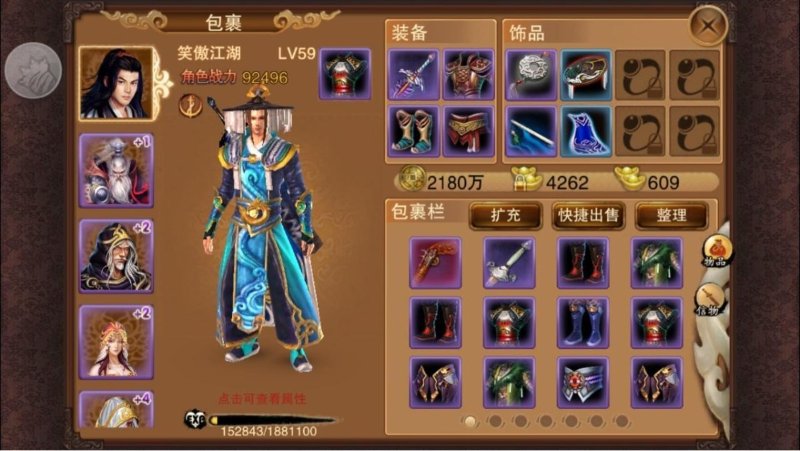 包裹
笑傲江湖 LV59
角色战力 92496
+1
+2
+2
+4
点击可查看属性
EXP
152843/1881100
装备
饰品
2180万
4262
609
包裹栏
扩充
快捷出售
整理
物品
信物